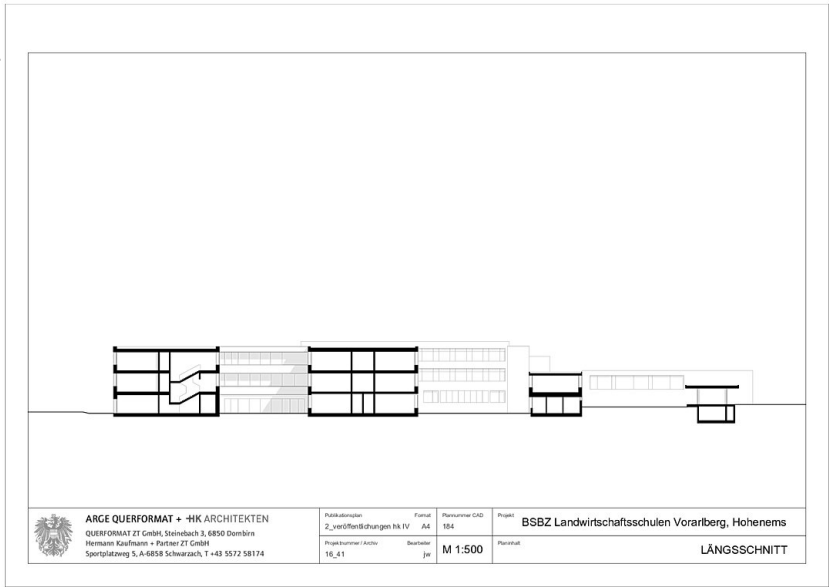 ARGE QUERFORMAT + HK ARCHITEKTEN
QUERFORMAT ZT GmbH, Steinebach 3, 6850 Dornbirn
Hermann Kaufmann + Partner ZT GmbH
Sportplatzweg 5, A-6858 Schwarzach, T +43 5572 58174
Publikationsplan Format
2_veröffentlichungen hk IV A4
Projektnummer / Archiv Bearbeiter
16_41 jw
Plannummer CAD
184
M 1:500
Projekt
BSBZ Landwirtschaftsschulen Vorarlberg, Hohenems
Planinhalt
LÄNGSSCHNITT